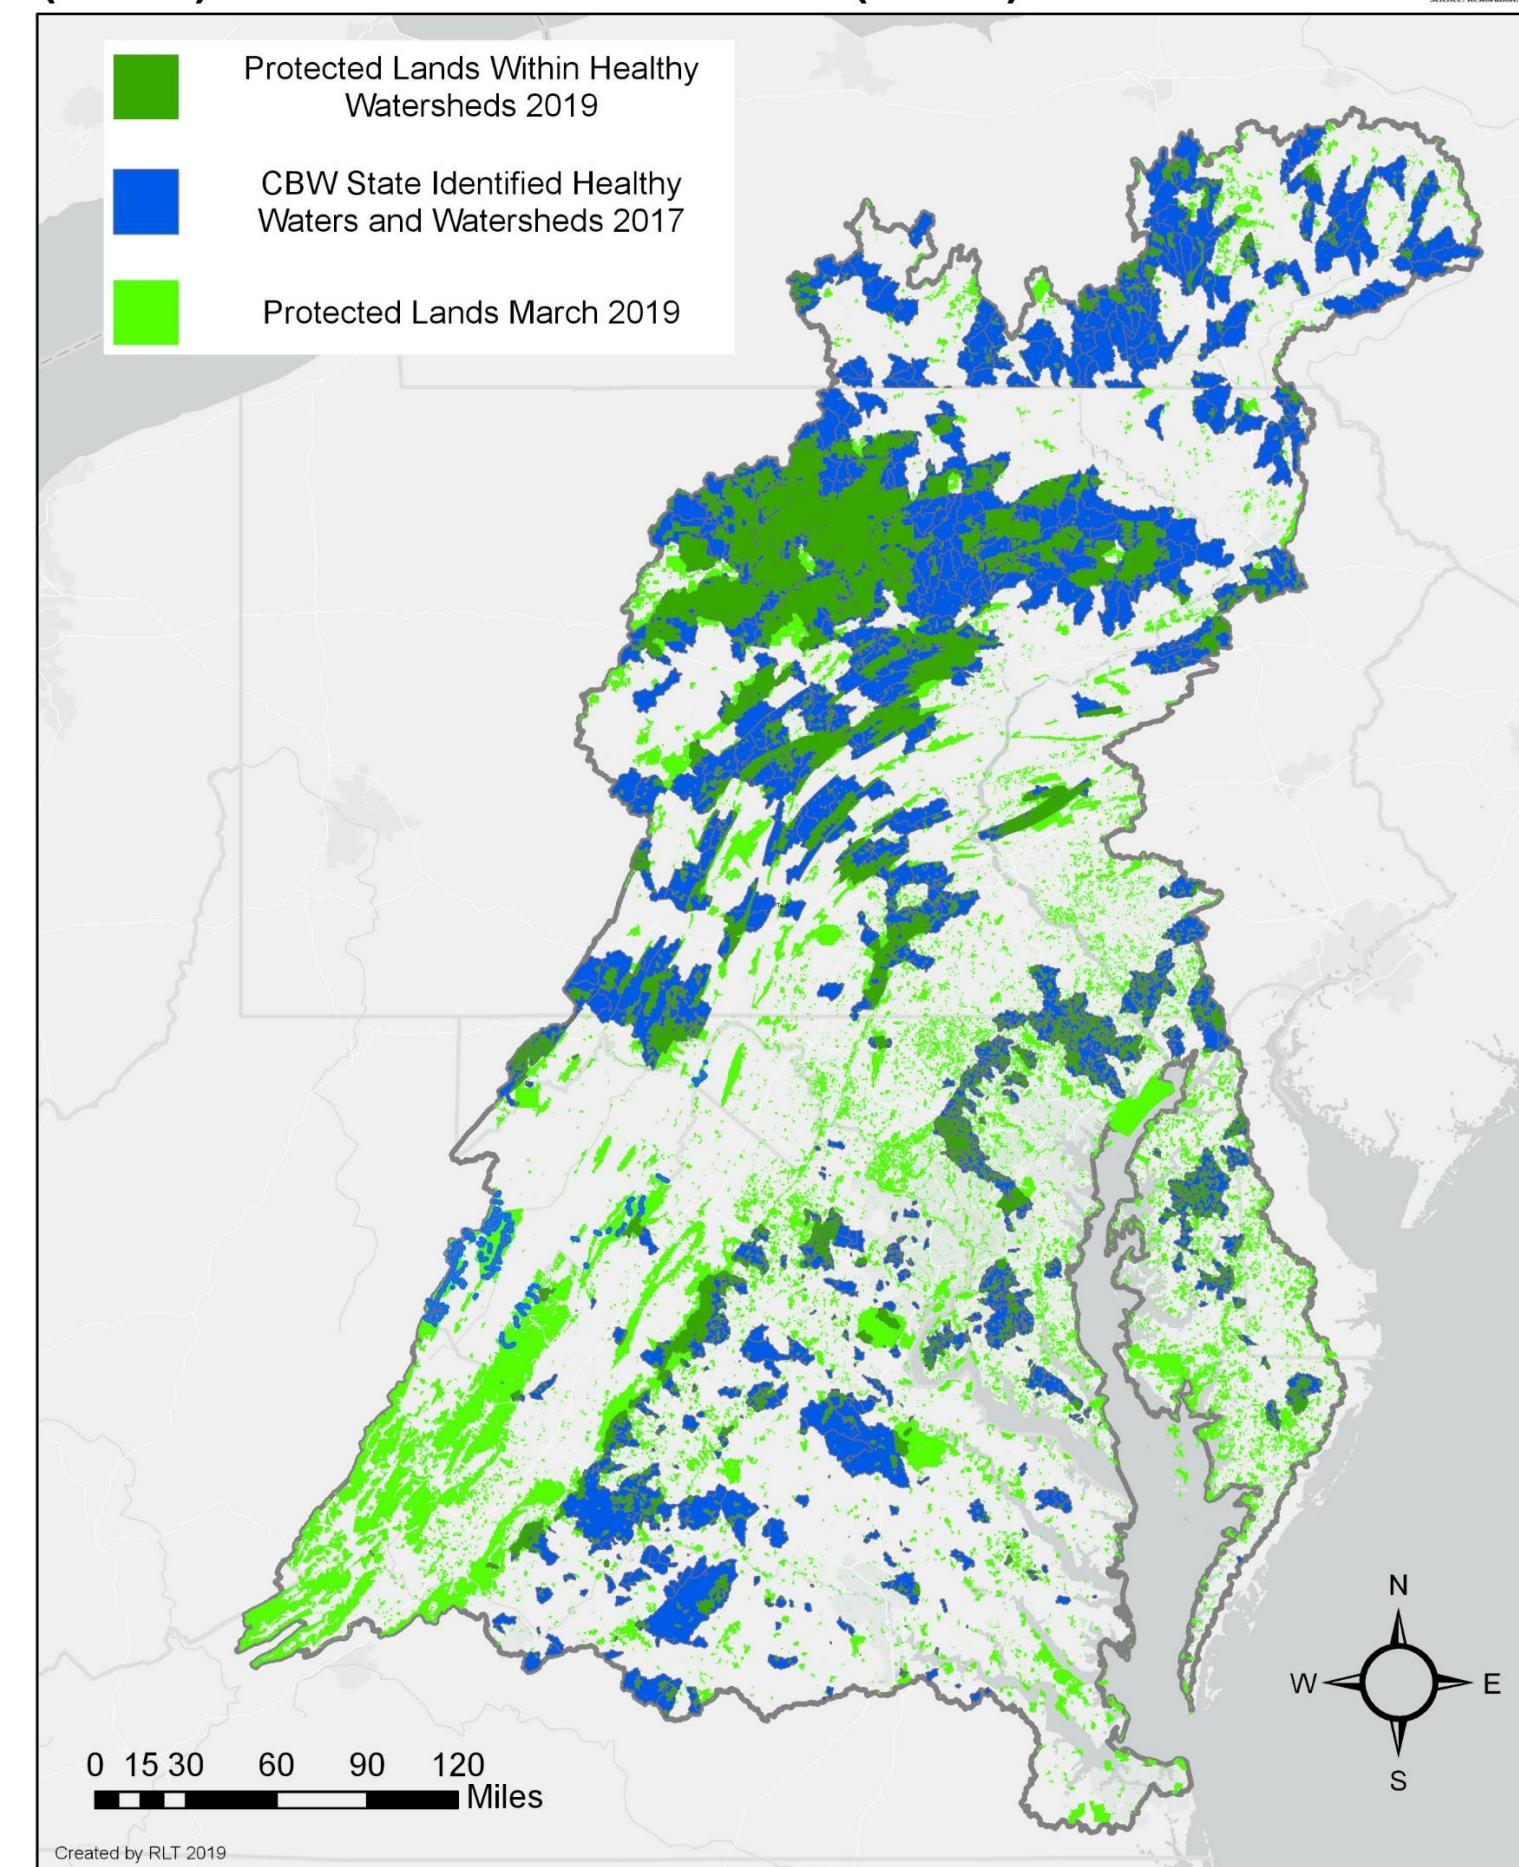 Protected Lands Within Healthy
Watersheds 2019
CBW State Identified Healthy
Waters and Watersheds 2017
Protected Lands March 2019
N
W
E
S
0 15 30 60 90 120
Miles
Created by RLT 2019